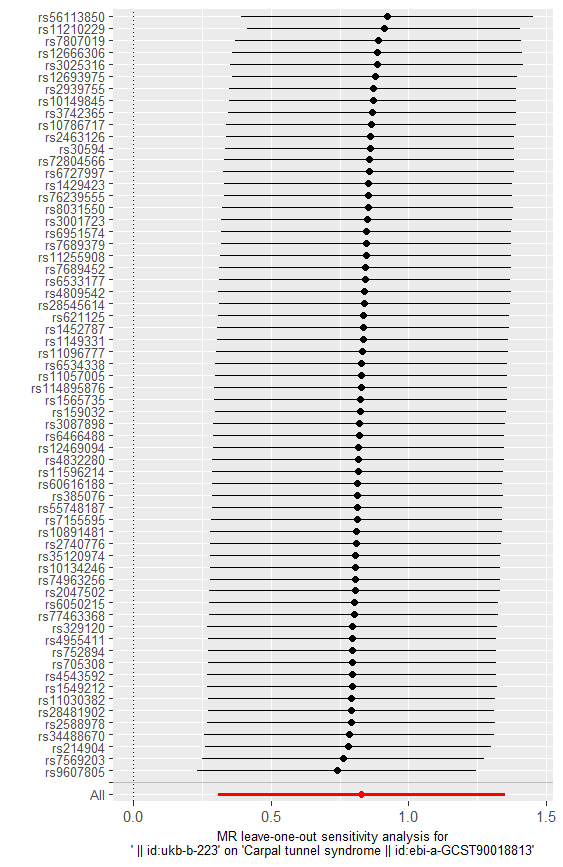 rs56113850
rs11210229
rs7807019
rs12666306
rs3025316
rs12693975
rs2939755
rs10149845
rs3742365
rs10786717
rs2463126
rs30594
rs72804566
rs6727997
rs1429423
rs76239555
rs8031550
rs3001723
rs6951574
rs7689379
rs11255908
rs7689452
rs6533177
rs4809542
rs28545614
rs621125
rs1452787
rs1149331
rs11096777
rs6534338
rs11057005
rs114895876
rs1565735
rs159032
rs3087898
rs6466488
rs12469094
rs4832280
rs11596214
rs60616188
rs385076
rs55748187
rs7155595
rs10891481
rs2740776
rs35120974
rs10134246
rs74963256
rs2047502
rs6050215
rs77463368
rs329120
rs4955411
rs752894
rs705308
rs4543592
rs1549212
rs11030382
rs28481902
rs2588978
rs34488670
rs214904
rs7569203
rs9607805
All
0.0 0.5 1.0 1.5
MR leave-one-out sensitivity analysis for
' || id:ukb-b-223' on 'Carpal tunnel syndrome || id:ebi-a-GCST90018813'